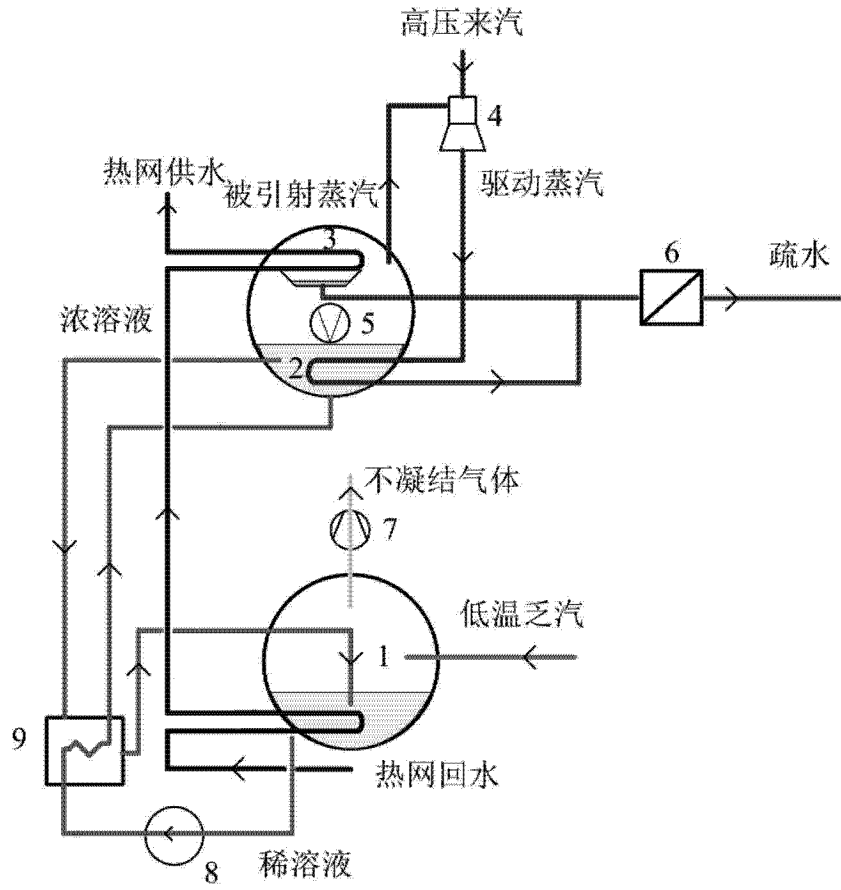 高压来汽
4
热网供水
被引射蒸汽
驱动蒸汽
3
6
疏水
浓溶液
5
2
不凝结气体
7
低温乏汽
1
9
热网回水
8
稀溶液